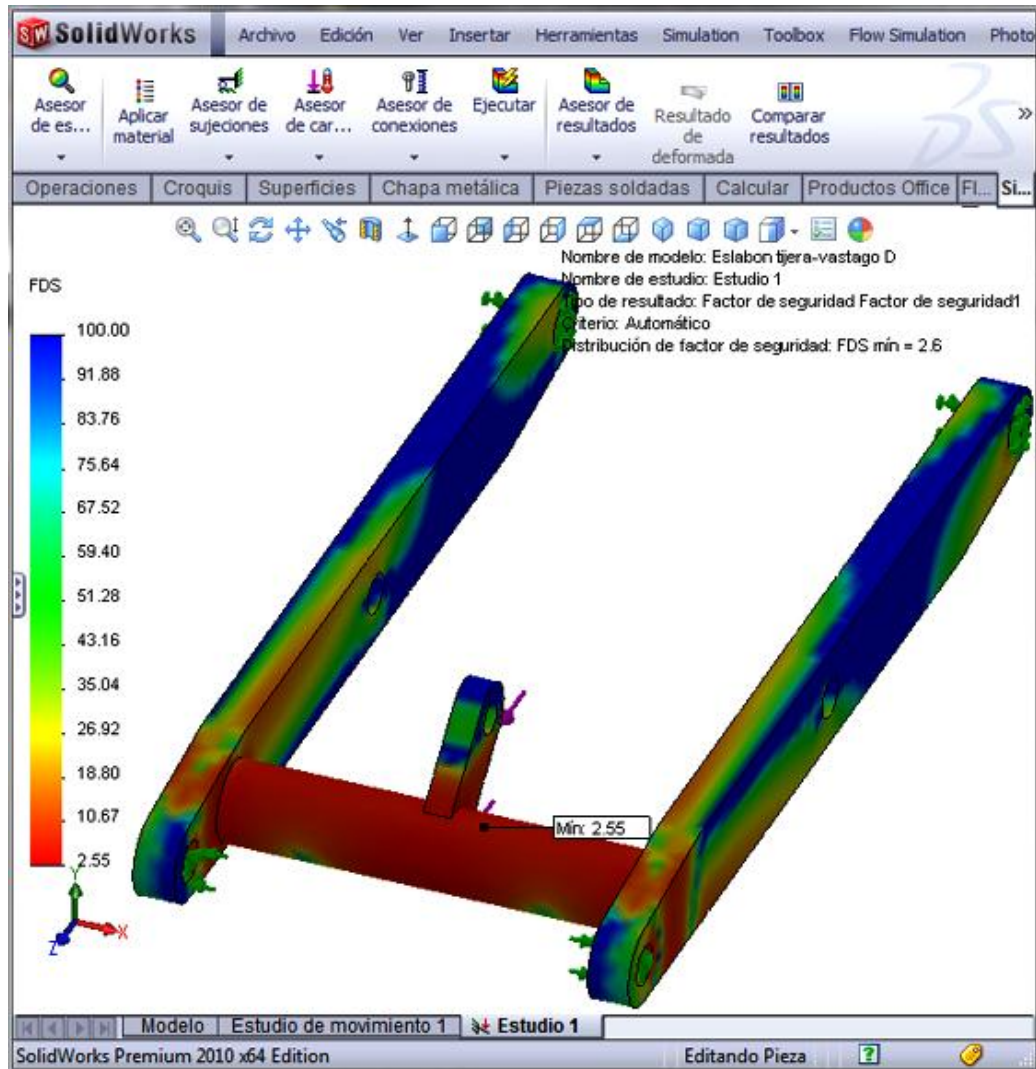 SolidWorks Archivo Edición Ver Insertar Herramientas Simulation Toolbox Flow Simulation Photo
Asesor de es...
Aplicar material
Asesor de sujeciones
Asesor de car...
Asesor de conexiones
Ejecutar
Asesor de resultados
Resultado de deformada
Comparar resultados
»
Operaciones Croquis Superficies Chapa metálica Piezas soldadas Calcular Productos Office Fl... Si...
Nombre de modelo: Eslabon tijera-vastago D
Nombre de estudio: Estudio 1
Tipo de resultado: Factor de seguridad Factor de seguridad1
Criterio: Automático
Distribución de factor de seguridad: FDS mín = 2.6
FDS
100.00
91.88
83.76
75.64
67.52
59.40
51.28
43.16
35.04
26.92
18.80
10.67
2.55
Mín: 2.55
Y
X
Z
Modelo Estudio de movimiento 1 Estudio 1
SolidWorks Premium 2010 x64 Edition Editando Pieza ?